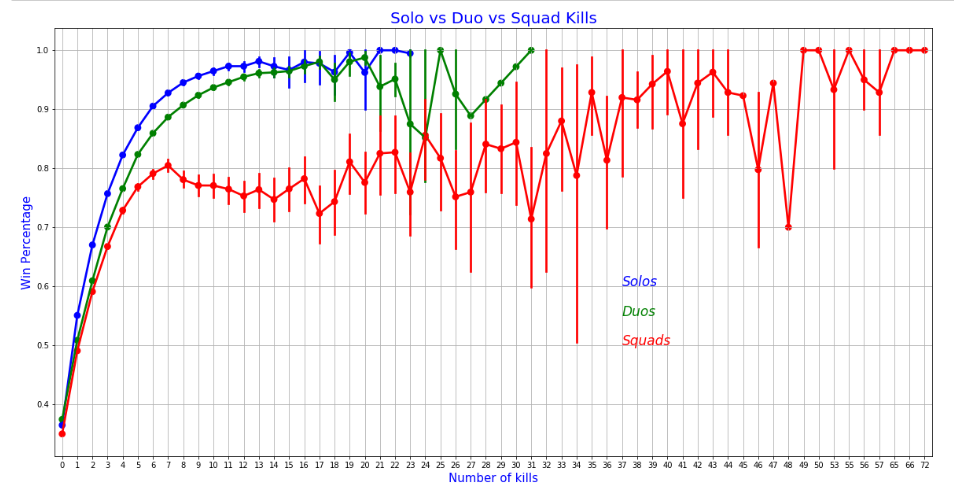 Solo vs Duo vs Squad Kills
Win Percentage
1.0
0.9
0.8
0.7
0.6
0.5
0.4
Solos
Duos
Squads
0 1 2 3 4 5 6 7 8 9 10 11 12 13 14 15 16 17 18 19 20 21 22 23 24 25 26 27 28 29 30 31 32 33 34 35 36 37 38 39 40 41 42 43 44 45 46 47 48 49 50 53 55 56 57 65 66 72
Number of kills